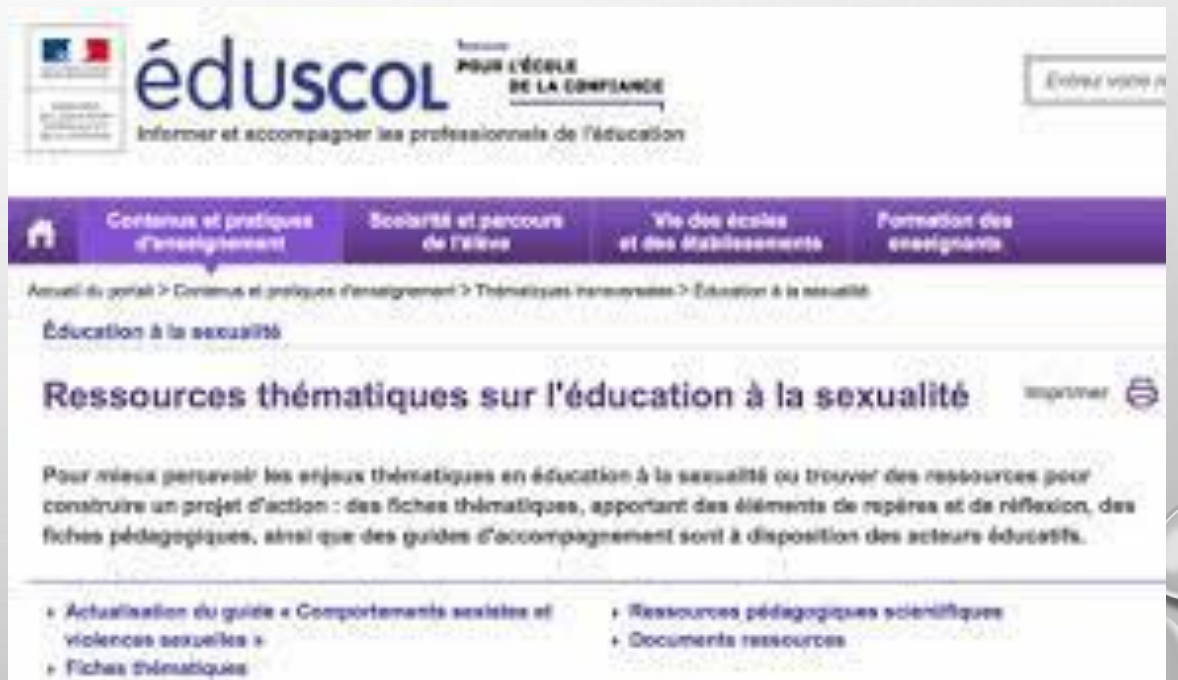 éduscol
POUR L'ÉCOLE
DE LA CONFIANCE
Informer et accompagner les professionnels de l'éducation
Entrez votre
Contenus et pratiques
d'enseignement
Scolarité et parcours
de l'élève
Vie des écoles
et des établissements
Formation des
enseignants
Accueil du portail > Contenus et pratiques d'enseignement > Thématiques transversales > Éducation à la sexualité
Éducation à la sexualité
Ressources thématiques sur l'éducation à la sexualité
Imprimer
Pour mieux percevoir les enjeux thématiques en éducation à la sexualité ou trouver des ressources pour
construire un projet d'action : des fiches thématiques, apportant des éléments de repères et de réflexion, des
fiches pédagogiques, ainsi que des guides d'accompagnement sont à disposition des acteurs éducatifs.
Actualisation du guide « Comportements sexistes et
violences sexuelles »
Fiches thématiques
Ressources pédagogiques scientifiques
Documents ressources